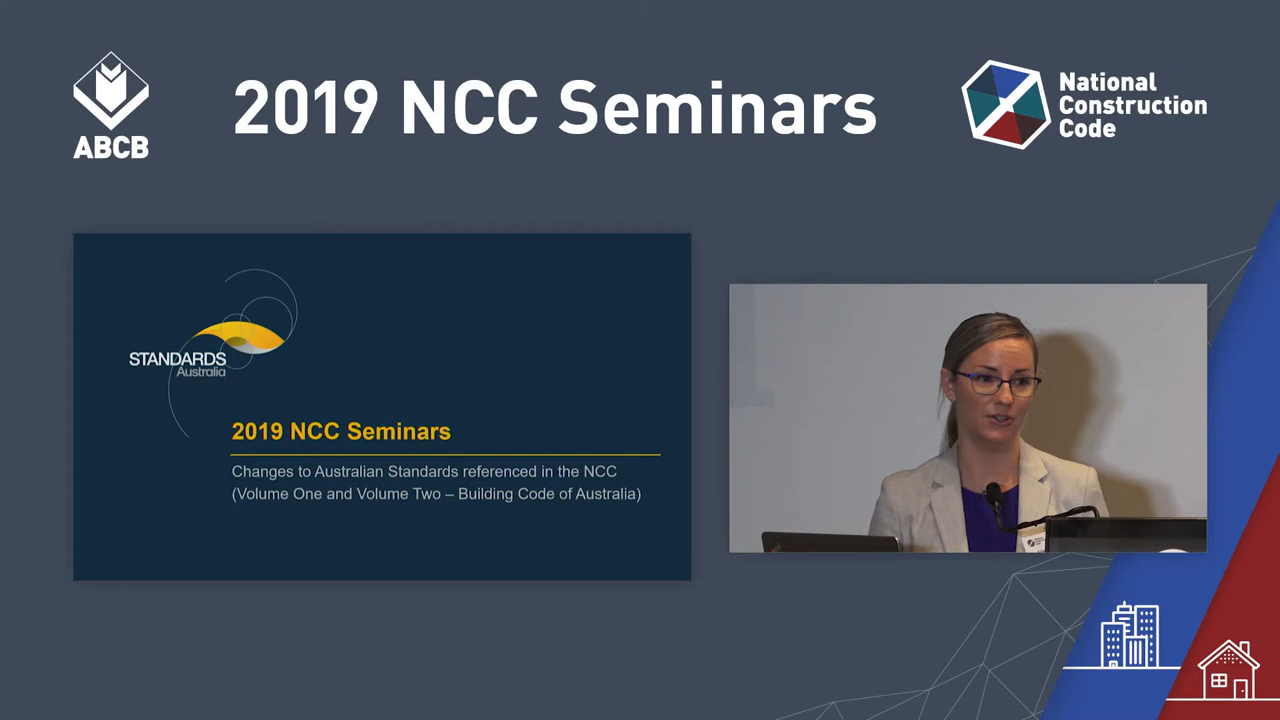 ABCB
2019 NCC Seminars
National
Construction
Code
STANDARDS
Australia
2019 NCC Seminars
Changes to Australian Standards referenced in the NCC
(Volume One and Volume Two – Building Code of Australia)